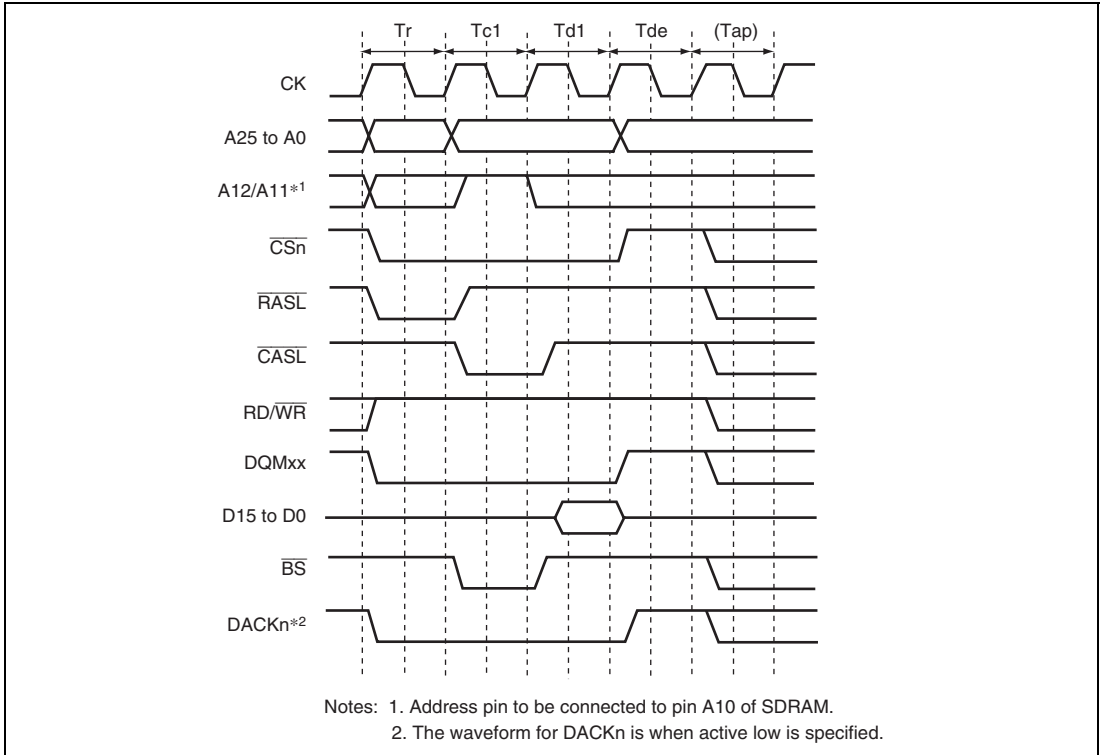 Tr Tc1 Td1 Tde (Tap)
CK
A25 to A0
A12/A11*1
CSn
RASL
CASL
RD/WR
DQMxx
D15 to D0
BS
DACKn*2
Notes: 1. Address pin to be connected to pin A10 of SDRAM.
2. The waveform for DACKn is when active low is specified.